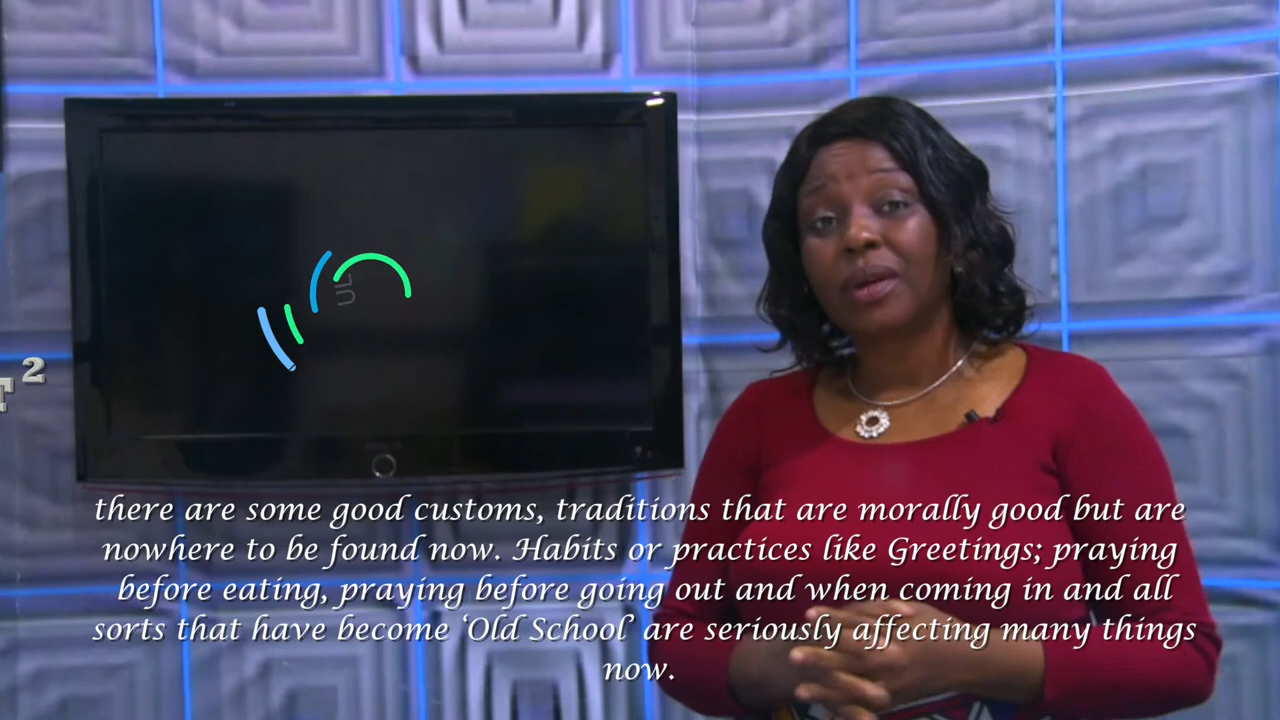 T²
there are some good customs, traditions that are morally good but are
nowhere to be found now. Habits or practices like Greetings; praying
before eating, praying before going out and when coming in and all
sorts that have become ‘Old School’ are seriously affecting many things
now.